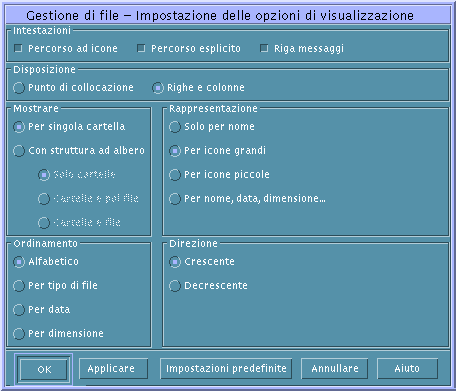 Gestione di file – Impostazione delle opzioni di visualizzazione
Intestazioni
Percorso ad icone Percorso esplicito Riga messaggi
Disposizione
Punto di collocazione Righe e colonne
Mostrare
Per singola cartella
Con struttura ad albero
Solo cartelle
Cartelle e poi file
Cartelle e file
Rappresentazione
Solo per nome
Per icone grandi
Per icone piccole
Per nome, data, dimensione...
Ordinamento
Alfabetico
Per tipo di file
Per data
Per dimensione
Direzione
Crescente
Decrescente
OK Applicare Impostazioni predefinite Annullare Aiuto